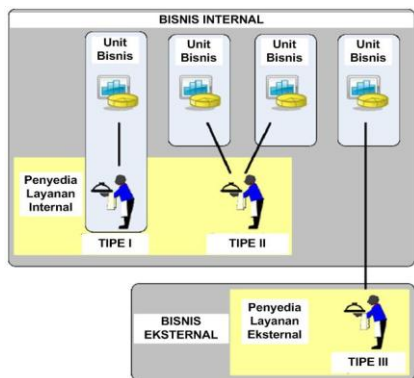 BISNIS INTERNAL
Unit
Bisnis
Unit
Bisnis
Unit
Bisnis
Unit
Bisnis
Penyedia
Layanan
Internal
TIPE I
TIPE II
BISNIS
EKSTERNAL
Penyedia
Layanan
Eksternal
TIPE III